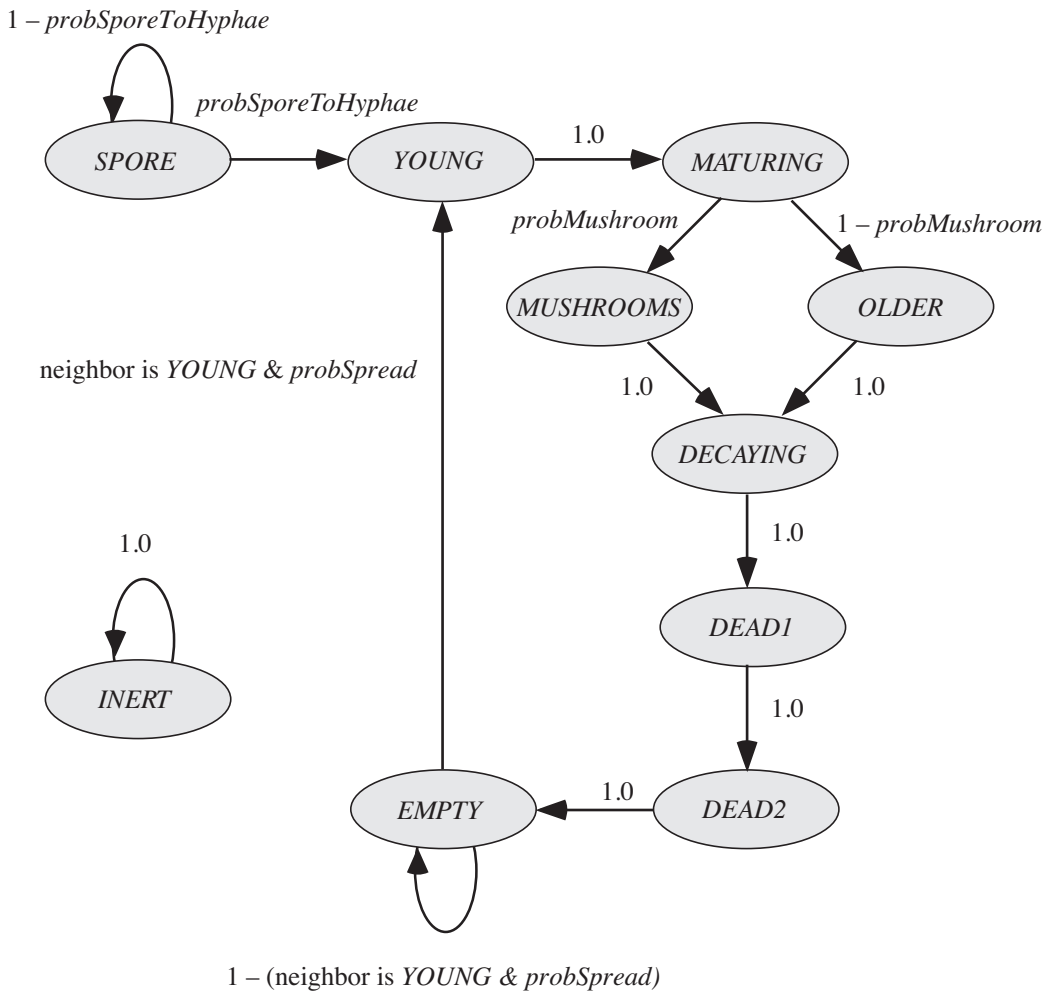 1 – probSporeToHyphae
probSporeToHyphae
SPORE
YOUNG
1.0
MATURING
probMushroom
1 – probMushroom
MUSHROOMS
OLDER
neighbor is YOUNG & probSpread
1.0
1.0
DECAYING
1.0
1.0
DEAD1
INERT
1.0
EMPTY
1.0
DEAD2
1 – (neighbor is YOUNG & probSpread)